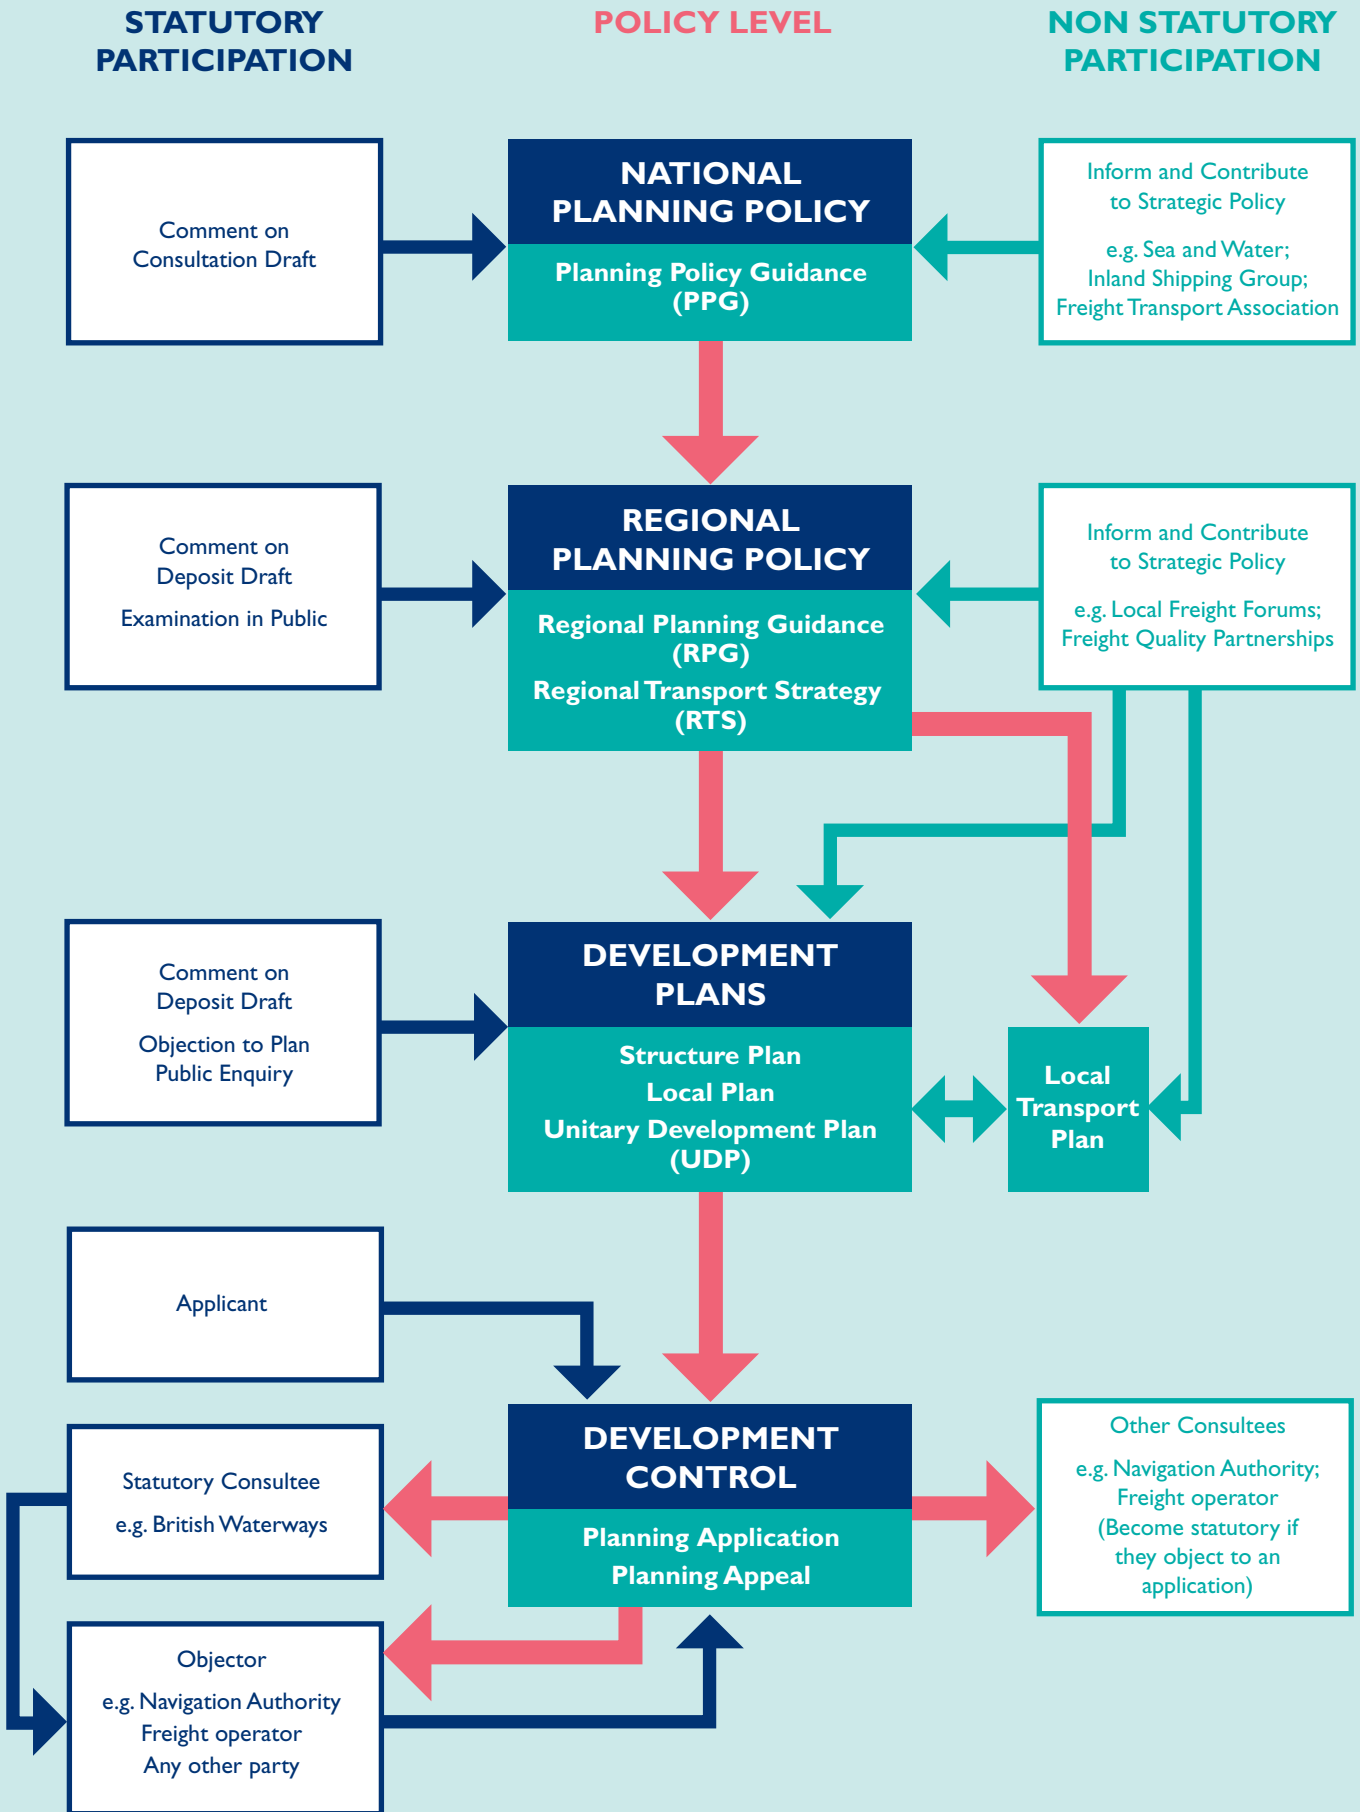 STATUTORY
PARTICIPATION
POLICY LEVEL
NON STATUTORY
PARTICIPATION
Comment on
Consultation Draft
NATIONAL
PLANNING POLICY
Planning Policy Guidance
(PPG)
Inform and Contribute
to Strategic Policy
e.g. Sea and Water;
Inland Shipping Group;
Freight Transport Association
Comment on
Deposit Draft
Examination in Public
REGIONAL
PLANNING POLICY
Regional Planning Guidance
(RPG)
Regional Transport Strategy
(RTS)
Inform and Contribute
to Strategic Policy
e.g. Local Freight Forums;
Freight Quality Partnerships
Comment on
Deposit Draft
Objection to Plan
Public Enquiry
DEVELOPMENT
PLANS
Structure Plan
Local Plan
Unitary Development Plan
(UDP)
Local
Transport
Plan
Applicant
Statutory Consultee
e.g. British Waterways
DEVELOPMENT
CONTROL
Planning Application
Planning Appeal
Other Consultees
e.g. Navigation Authority;
Freight operator
(Become statutory if
they object to an
application)
Objector
e.g. Navigation Authority
Freight operator
Any other party